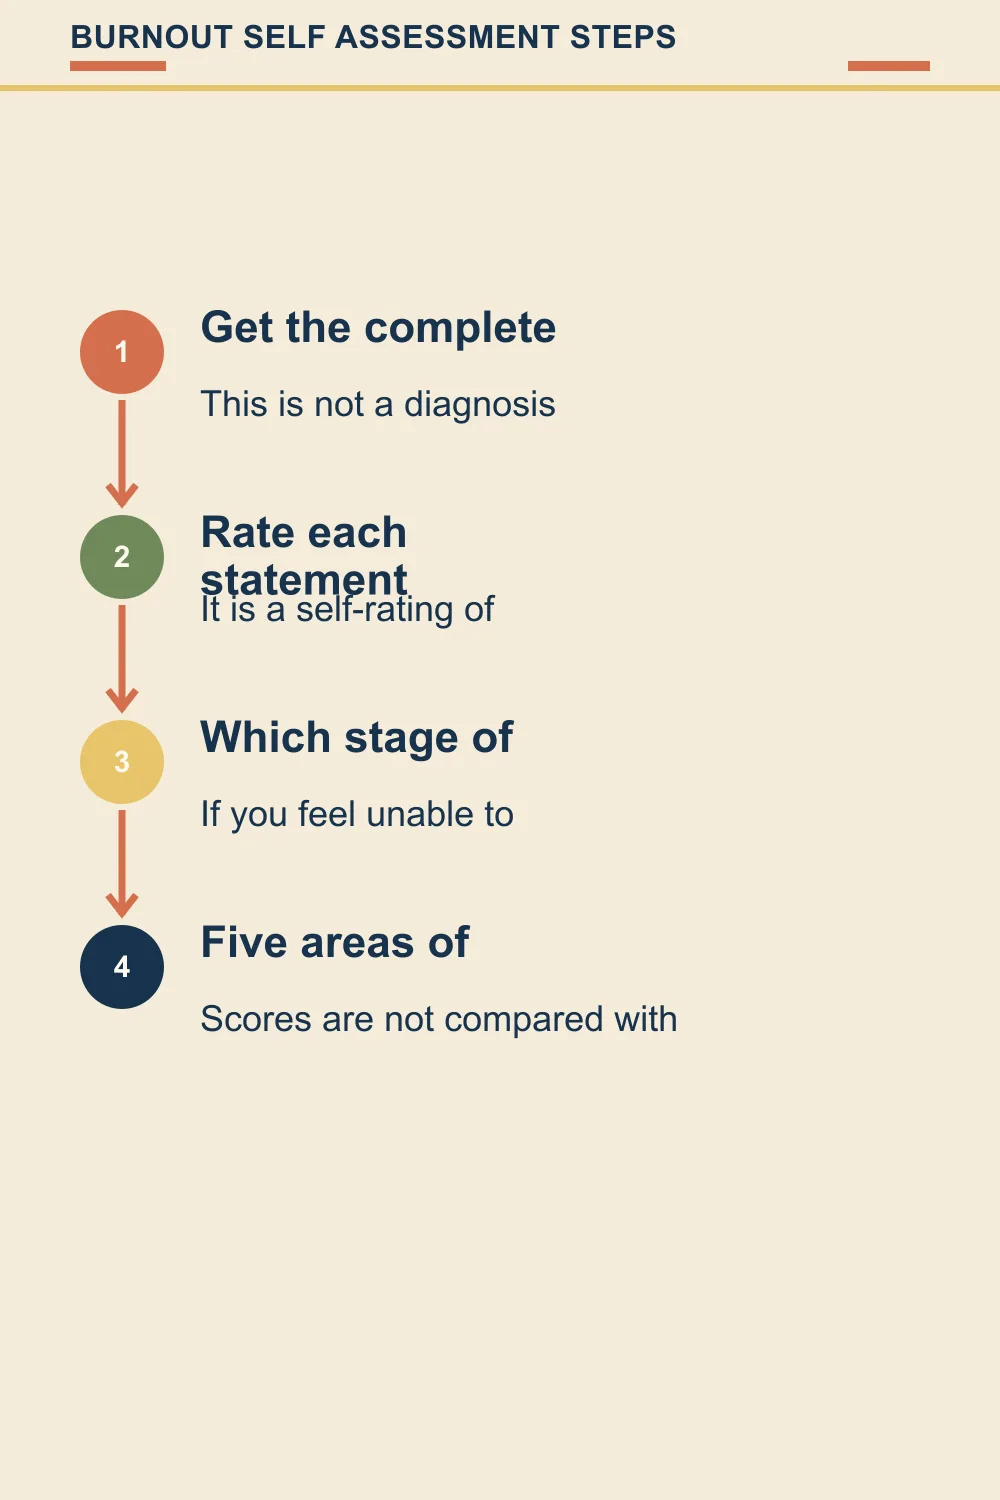 BURNOUT SELF ASSESSMENT STEPS
1
Get the complete
This is not a diagnosis
2
Rate each
statement
It is a self-rating of
3
Which stage of
If you feel unable to
4
Five areas of
Scores are not compared with